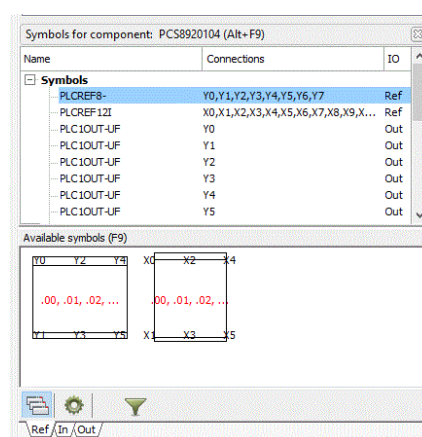 Symbols for component: PCS8920104 (Alt+F9)
Name Connections IO
Symbols
PLCREF8- Y0,Y1,Y2,Y3,Y4,Y5,Y6,Y7 Ref
PLCREF12I X0,X1,X2,X3,X4,X5,X6,X7,X8,X9,X... Ref
PLC1OUT-UF Y0 Out
PLC1OUT-UF Y1 Out
PLC1OUT-UF Y2 Out
PLC1OUT-UF Y3 Out
PLC1OUT-UF Y4 Out
PLC1OUT-UF Y5 Out
Available symbols (F9)
Y0 Y2 Y4 X0 X2 X4
.00, .01, .02, ... .00, .01, .02, ...
Y1 Y3 Y5 X1 X3 X5
Ref In Out